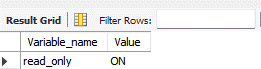 Result Grid Filter Rows:
Variable_name Value
read_only ON